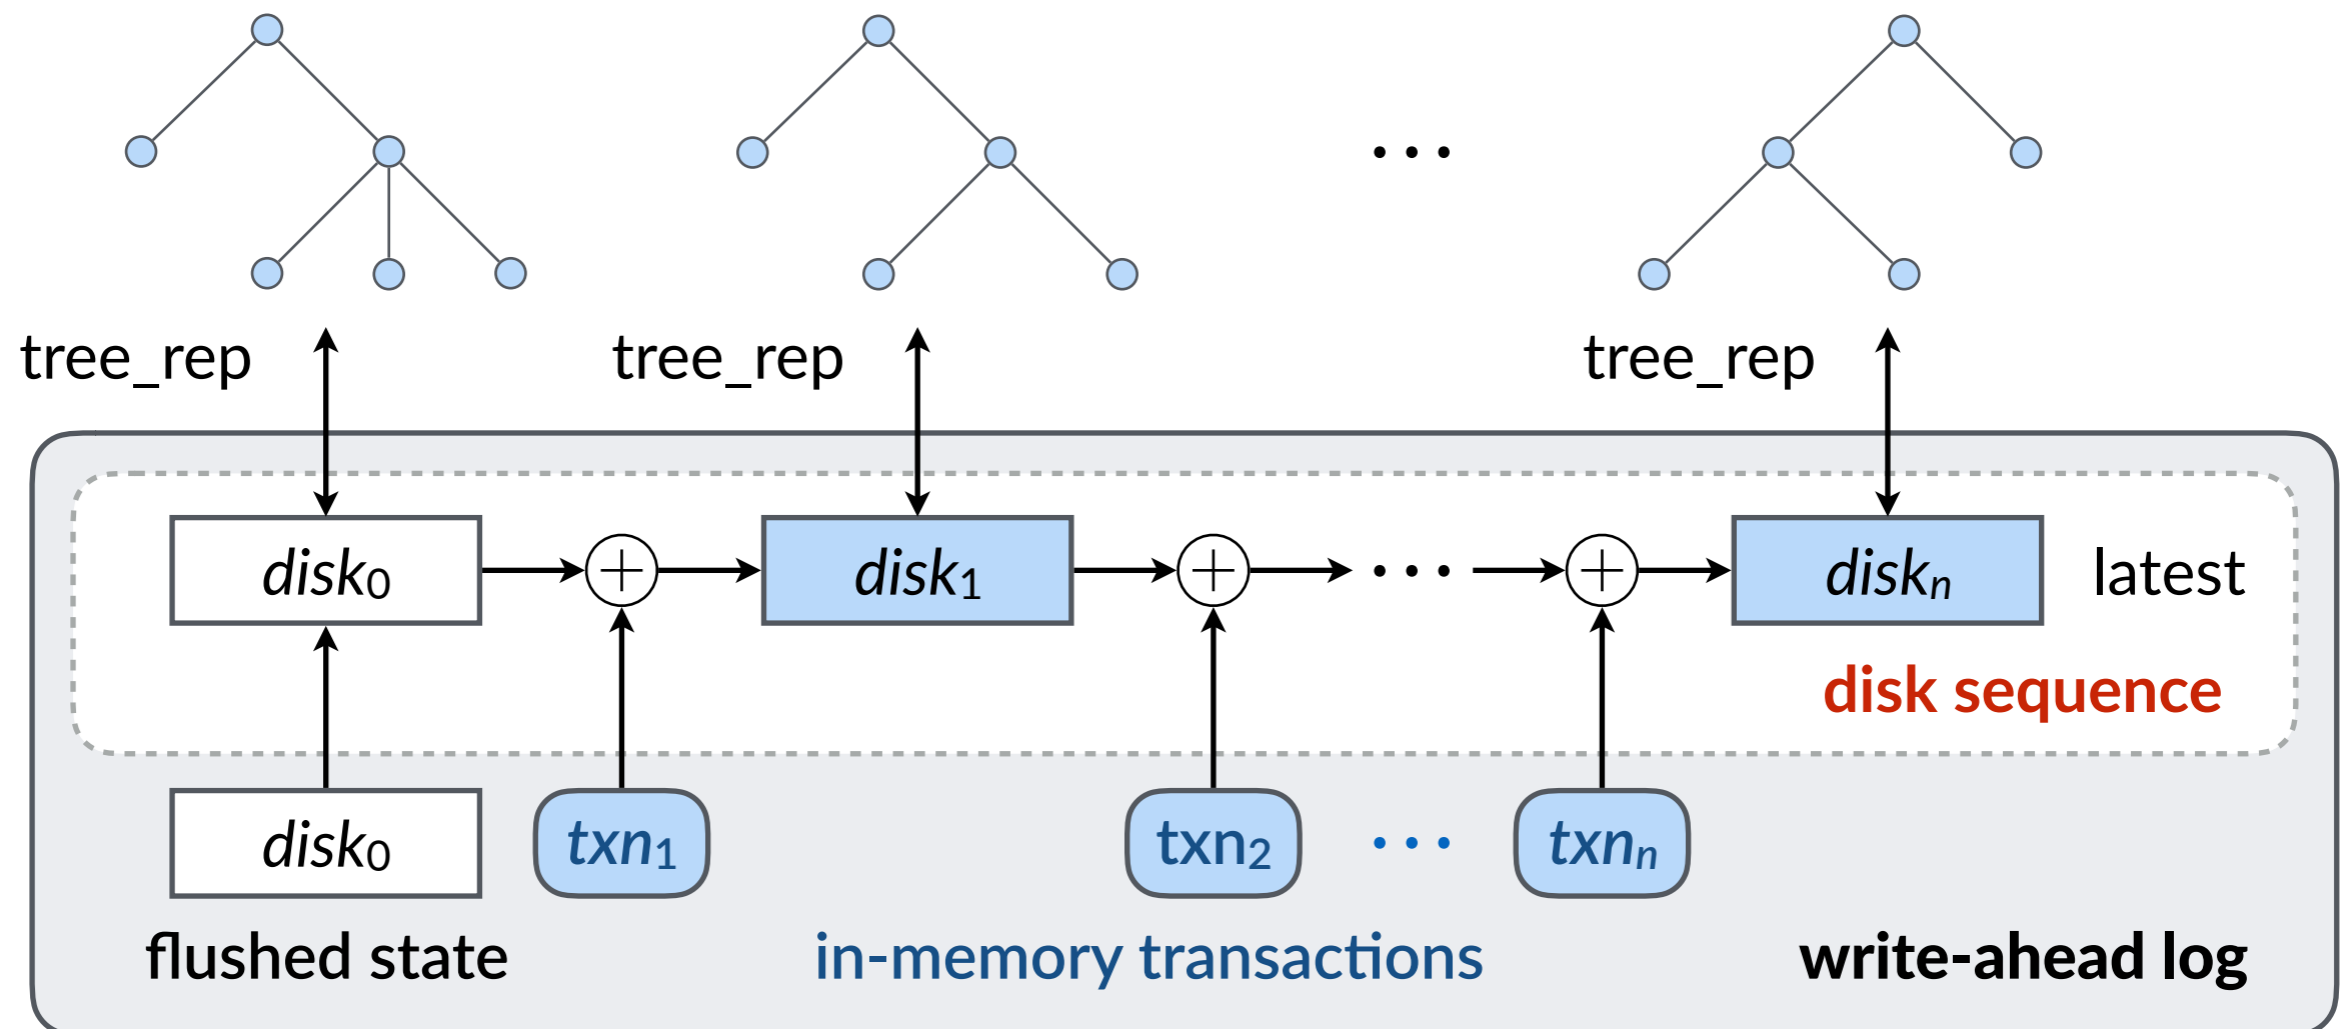 ...
tree_rep tree_rep tree_rep
disk₀ + disk₁ + ... + diskₙ latest
disk sequence
disk₀ txn₁ txn₂ ... txnₙ
flushed state in-memory transactions write-ahead log